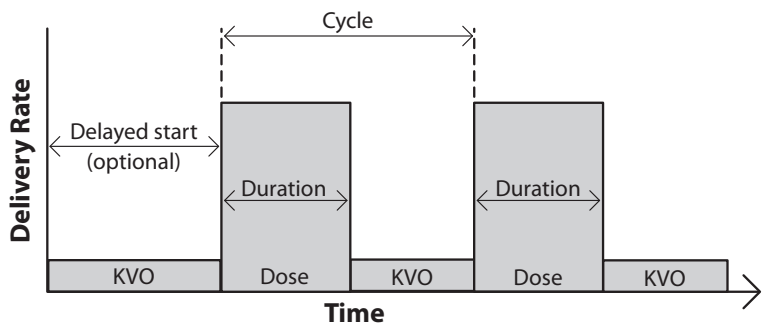 Cycle
Delivery Rate
Delayed start
(optional)
Duration
Duration
KVO
Dose
KVO
Dose
KVO
Time